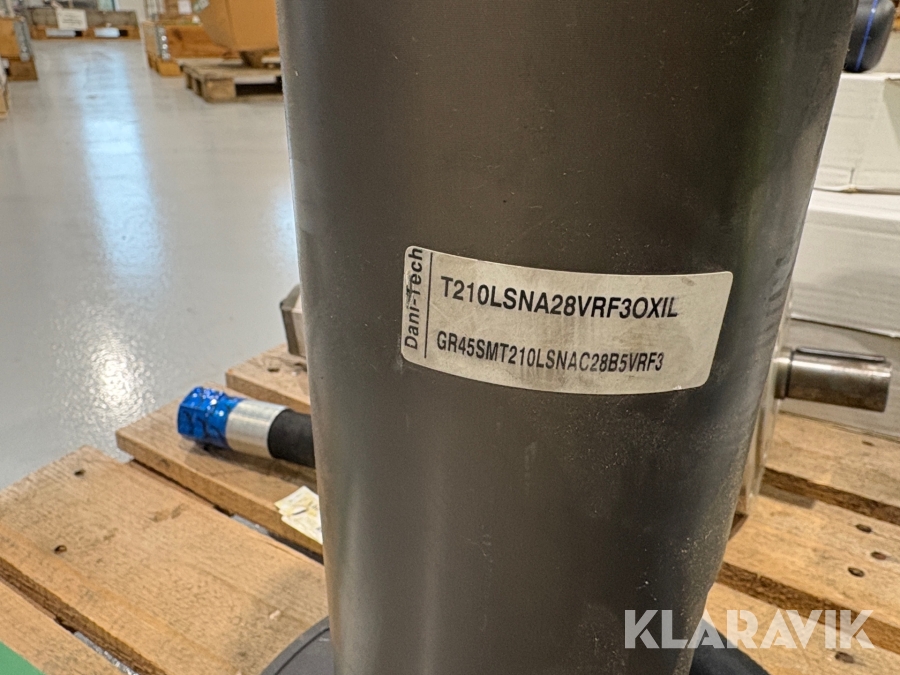 Dani-Tech
T210LSNA28VRF3OXIL
GR45SMT210LSNAC28B5VRF3
KLARAVIK